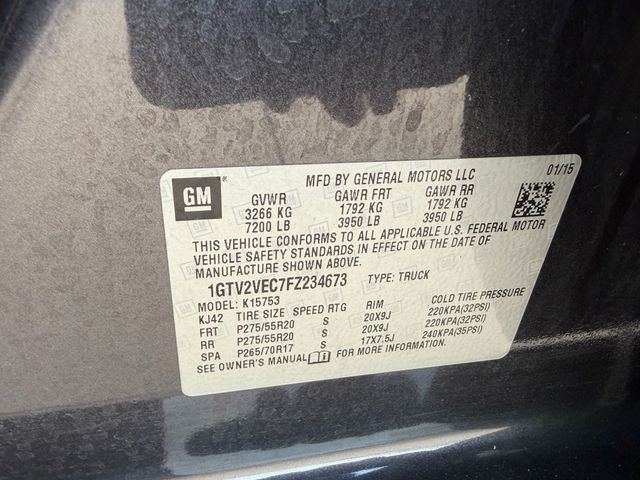 GM
MFD BY GENERAL MOTORS LLC 01/15
GVWR GAWR FRT GAWR RR
3266 KG 1792 KG 1792 KG
7200 LB 3950 LB 3950 LB
THIS VEHICLE CONFORMS TO ALL APPLICABLE U.S. FEDERAL MOTOR
VEHICLE SAFETY STANDARDS IN EFFECT ON THE DATE OF
MANUFACTURE SHOWN ABOVE.
1GTV2VEC7FZ234673 TYPE: TRUCK
MODEL: K15753
KJ42 TIRE SIZE SPEED RTG RIM COLD TIRE PRESSURE
FRT P275/55R20 S 20X9J 220KPA(32PSI)
RR P275/55R20 S 20X9J 220KPA(32PSI)
SPA P265/70R17 S 17X7.5J 240KPA(35PSI)
SEE OWNER'S MANUAL FOR MORE INFORMATION.